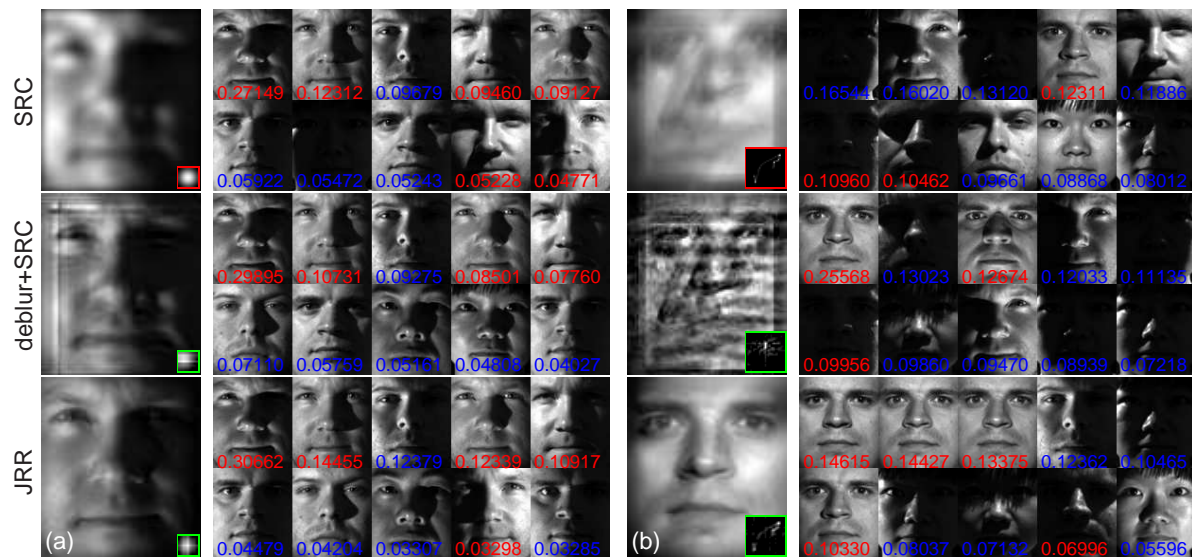 SRC
0.27149 0.12312 0.09679 0.09460 0.09127
0.05922 0.05472 0.05243 0.05228 0.04771
0.16544 0.16020 0.13120 0.12311 0.11886
0.10960 0.10462 0.09661 0.08868 0.08012
deblur+SRC
0.29895 0.10731 0.09275 0.08501 0.07760
0.07110 0.05759 0.05161 0.04808 0.04027
0.25568 0.13023 0.12674 0.12033 0.11135
0.09956 0.09860 0.09470 0.08939 0.07218
JRR
0.30662 0.14455 0.12379 0.12339 0.10917
0.04479 0.04204 0.03307 0.03298 0.03285
0.14615 0.14427 0.13375 0.12362 0.10465
0.10330 0.08037 0.07132 0.06996 0.05596
(a)
(b)